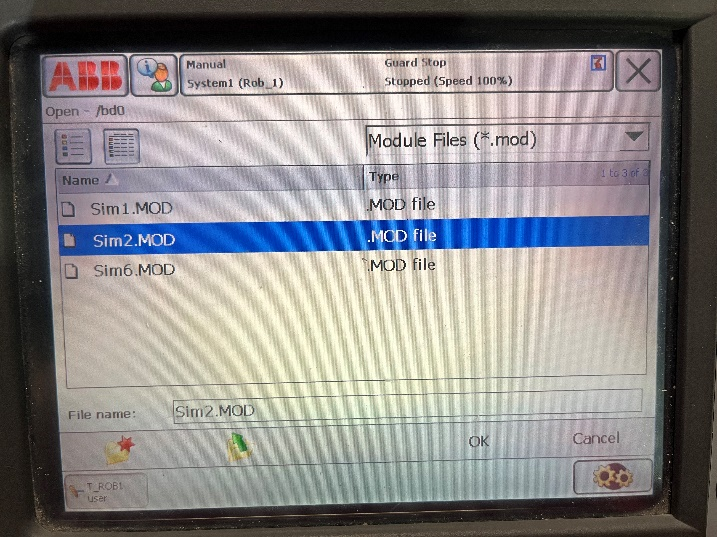 ABB
Manual
System1 (Rob_1)
Guard Stop
Stopped (Speed 100%)
Open - /bd0
Module Files (*.mod)
Name
Type
1 to 3 of 3
Sim1.MOD
.MOD file
Sim2.MOD
.MOD file
Sim6.MOD
.MOD file
File name:
Sim2.MOD
OK
Cancel
T_ROB1
user